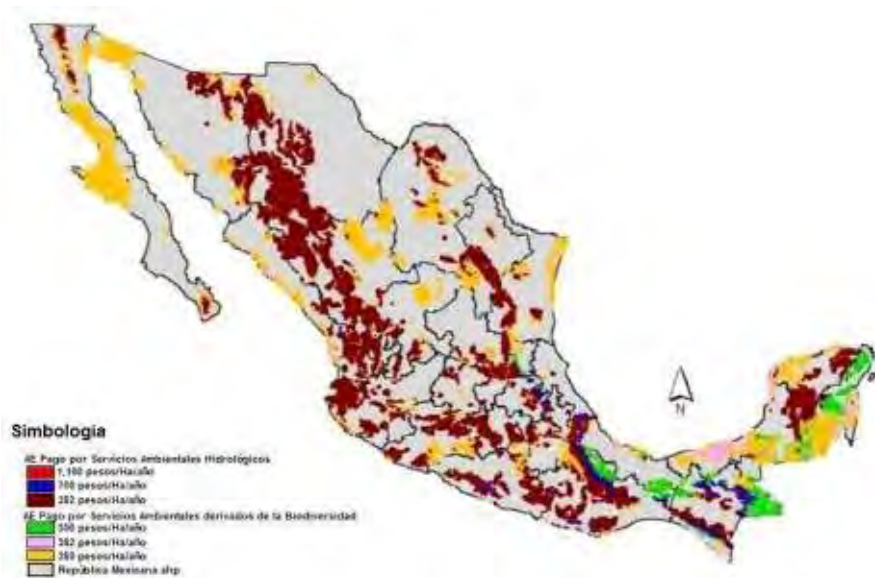 N
Simbología
AE Pago por Servicios Ambientales Hidrológicos
1,100 pesos/Ha/año
700 pesos/Ha/año
382 pesos/Ha/año
AE Pago por Servicios Ambientales derivados de la Biodiversidad
550 pesos/Ha/año
382 pesos/Ha/año
pesos/Ha/año
República Mexicana.shp